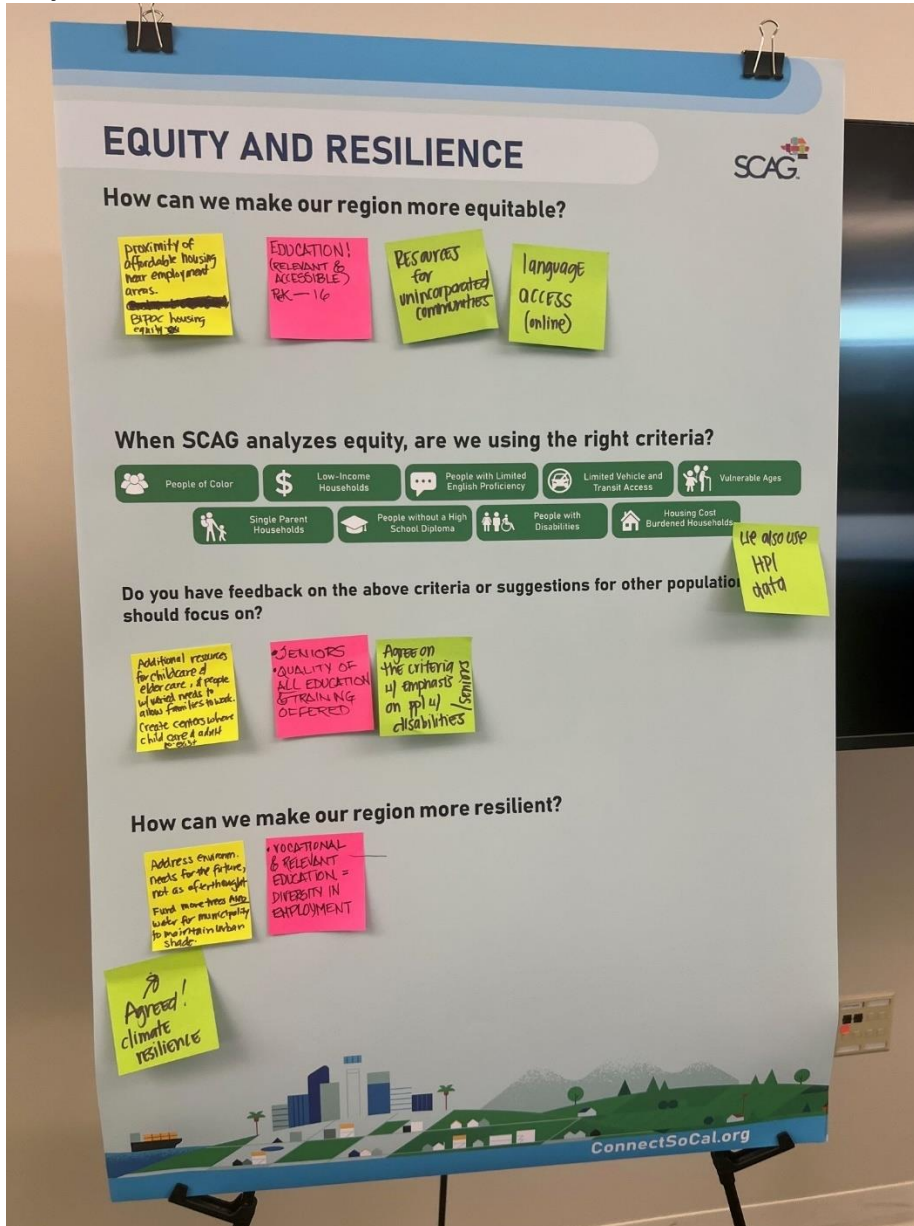 EQUITY AND RESILIENCE
SCAG
How can we make our region more equitable?
proximity of
affordable housing
near employment
areas.
BIPOC housing
equity
EDUCATION!
(RELEVANT &
ACCESSIBLE)
PK — 16
RESOURCES
for
unincorporated
communities
language
access
(online)
When SCAG analyzes equity, are we using the right criteria?
People of Color
Low-Income
Households
People with Limited
English Proficiency
Limited Vehicle and
Transit Access
Vulnerable Ages
Single Parent
Households
People without a High
School Diploma
People with
Disabilities
Housing Cost
Burdened Households
We also use
HPI
data
Do you have feedback on the above criteria or suggestions for other population
should focus on?
Additional resources
for childcare &
elder care, & people
w/ varied needs to
allow families to work.
Create centers where
child care & adult
co-exist
• SENIORS
• QUALITY OF
ALL EDUCATION
& TRAINING
OFFERED
Agree on
the criteria
w/ emphasis
on ppl w/
disabilities
/seniors
How can we make our region more resilient?
Address environm.
needs for the future,
not as afterthought
Fund more trees AND
water for municipality
to maintain urban
shade.
• VOCATIONAL
& RELEVANT
EDUCATION =
DIVERSITY IN
EMPLOYMENT
Agreed!
climate
resilience
ConnectSoCal.org